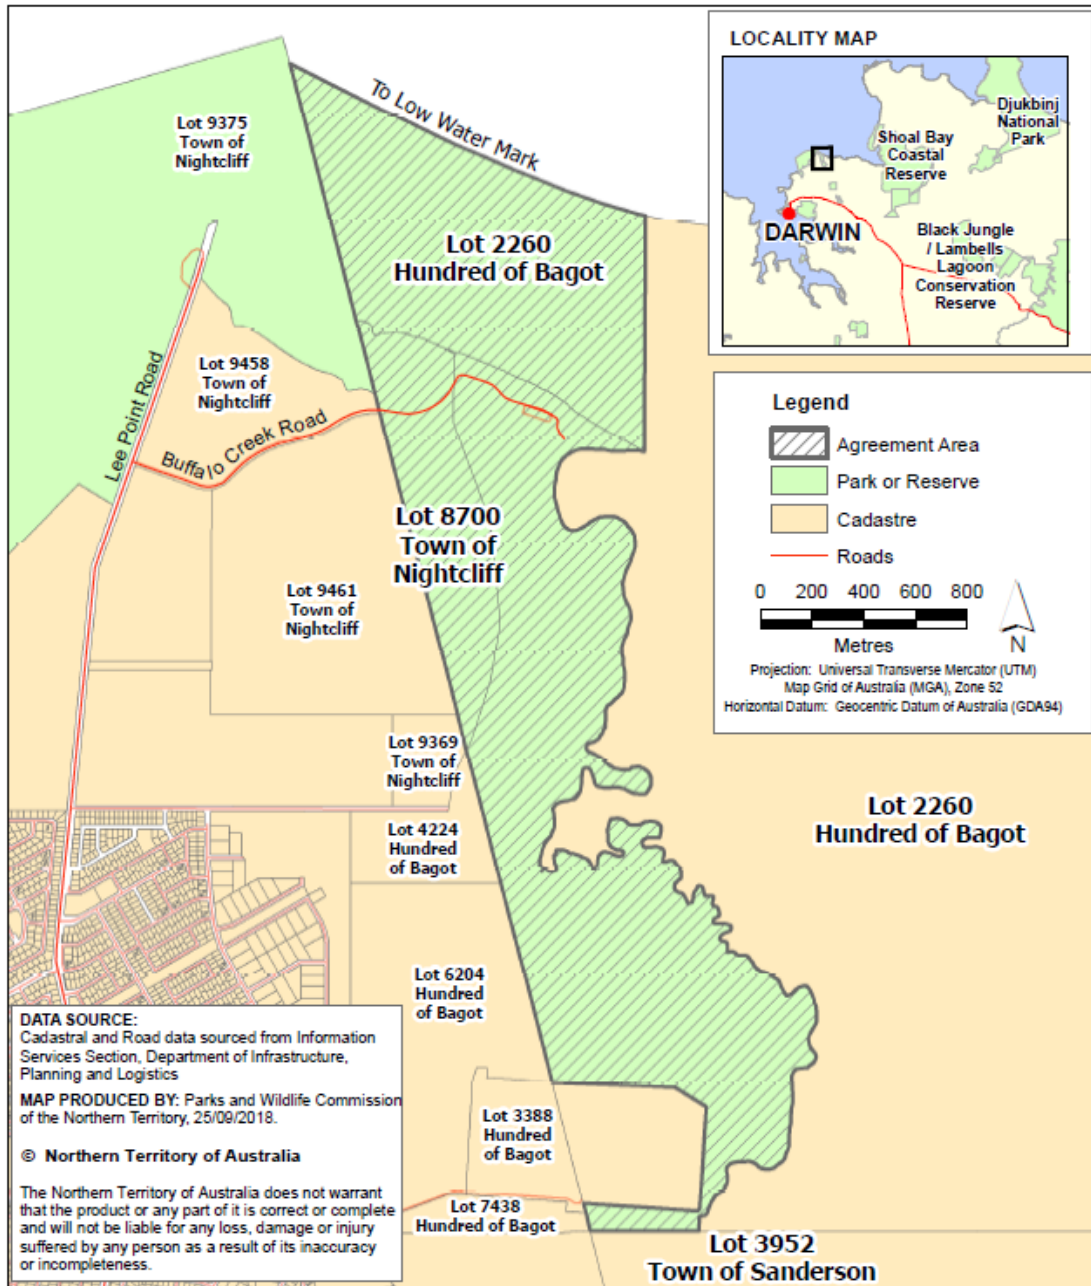 To Low Water Mark
Lot 9375
Town of
Nightcliff
Lot 2260
Hundred of Bagot
Lee Point Road
Lot 9458
Town of
Nightcliff
Buffalo Creek Road
Lot 8700
Town of
Nightcliff
Lot 9461
Town of
Nightcliff
Lot 9369
Town of
Nightcliff
Lot 4224
Hundred
of Bagot
Lot 2260
Hundred of Bagot
Lot 6204
Hundred
of Bagot
Lot 3388
Hundred
of Bagot
Lot 7438
Hundred of Bagot
Lot 3952
Town of Sanderson
LOCALITY MAP
Djukbinj
National
Park
Shoal Bay
Coastal
Reserve
DARWIN
Black Jungle
/ Lambells
Lagoon
Conservation
Reserve
Legend
Agreement Area
Park or Reserve
Cadastre
Roads
0 200 400 600 800
Metres
N
Projection: Universal Transverse Mercator (UTM)
Map Grid of Australia (MGA), Zone 52
Horizontal Datum: Geocentric Datum of Australia (GDA94)
DATA SOURCE:
Cadastral and Road data sourced from Information
Services Section, Department of Infrastructure,
Planning and Logistics
MAP PRODUCED BY: Parks and Wildlife Commission
of the Northern Territory, 25/09/2018.
© Northern Territory of Australia
The Northern Territory of Australia does not warrant
that the product or any part of it is correct or complete
and will not be liable for any loss, damage or injury
suffered by any person as a result of its inaccuracy
or incompleteness.